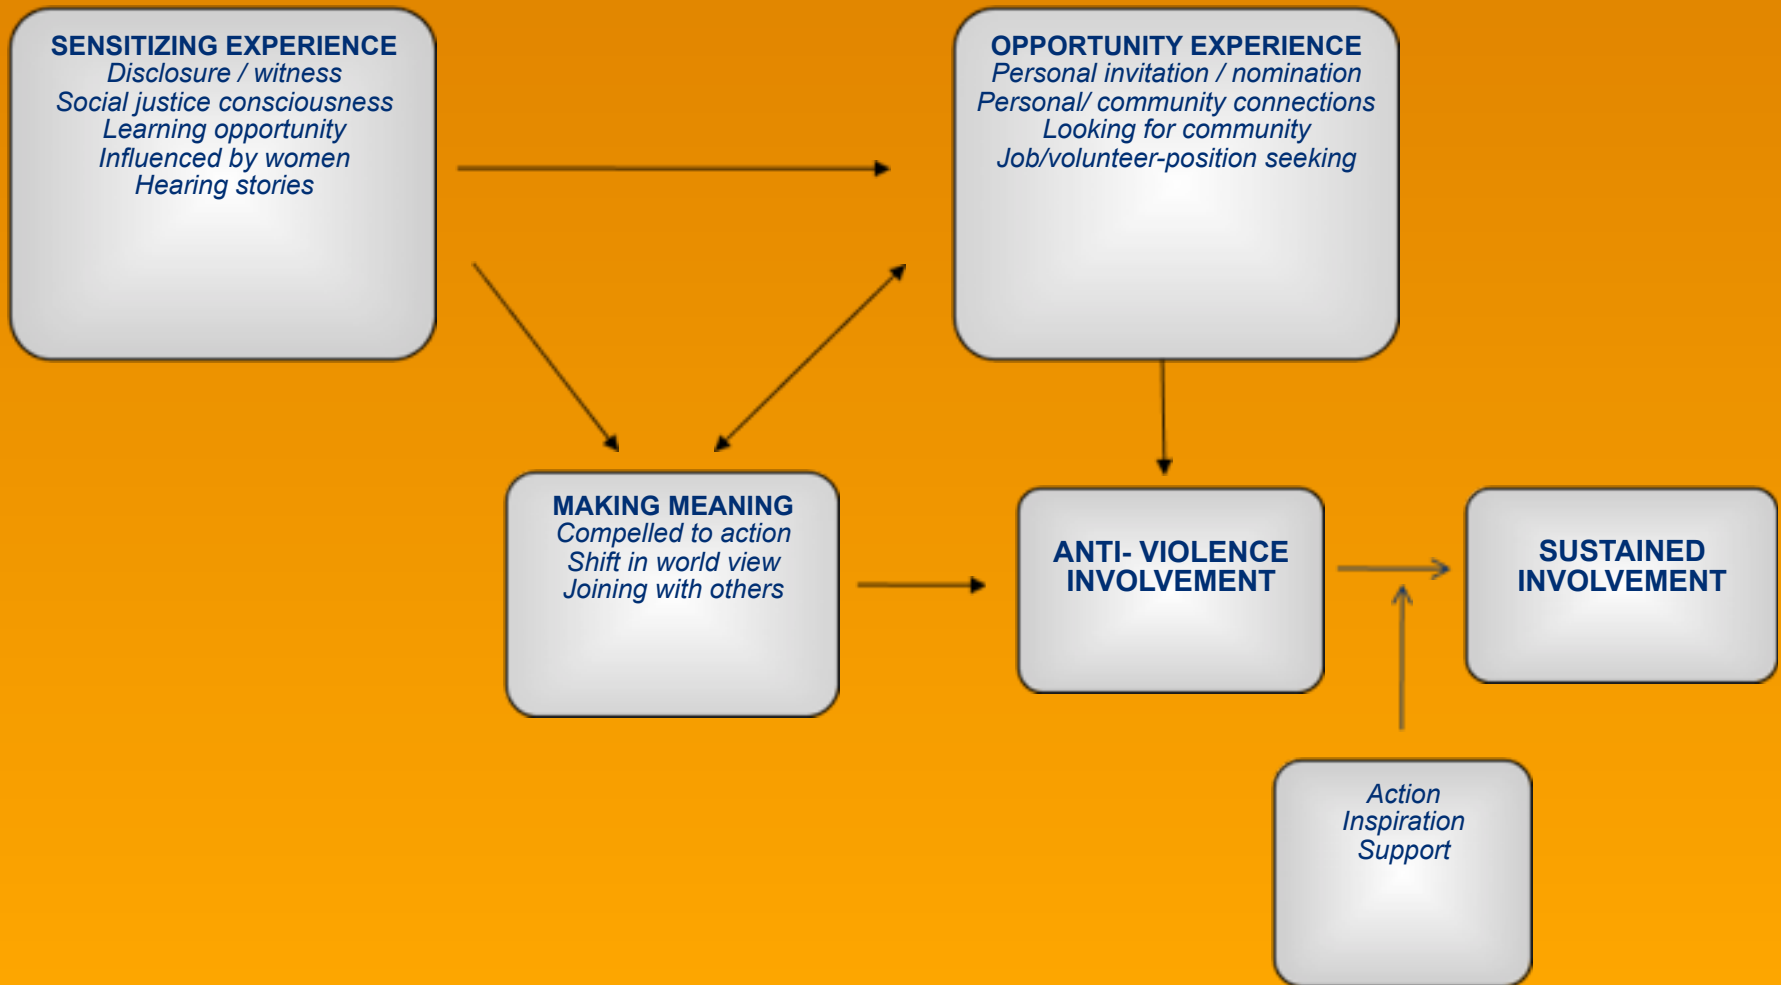 SENSITIZING EXPERIENCE
Disclosure / witness
Social justice consciousness
Learning opportunity
Influenced by women
Hearing stories
OPPORTUNITY EXPERIENCE
Personal invitation / nomination
Personal/ community connections
Looking for community
Job/volunteer-position seeking
MAKING MEANING
Compelled to action
Shift in world view
Joining with others
ANTI- VIOLENCE
INVOLVEMENT
SUSTAINED
INVOLVEMENT
Action
Inspiration
Support